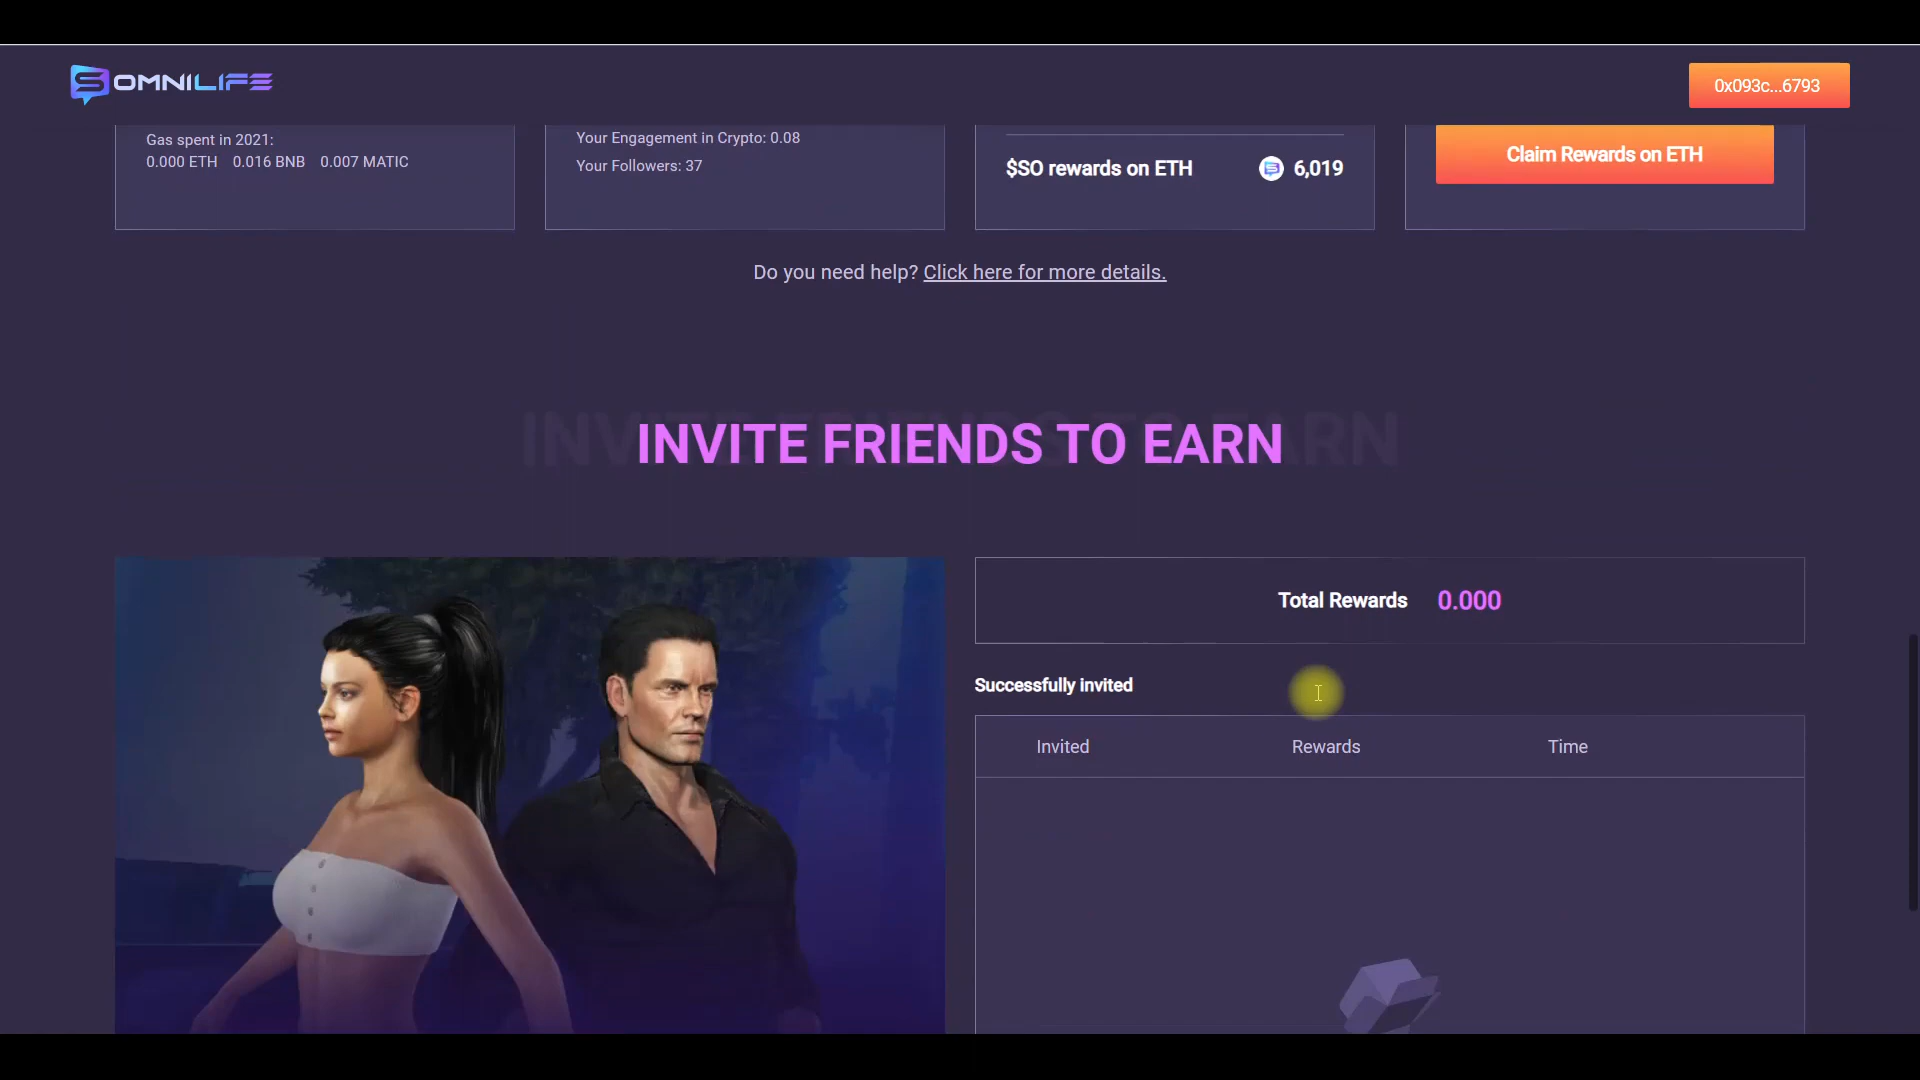 SOMNILIFE
0x093c...6793
Gas spent in 2021:
0.000 ETH 0.016 BNB 0.007 MATIC
Your Engagement in Crypto: 0.08
Your Followers: 37
$SO rewards on ETH 6,019
Claim Rewards on ETH
Do you need help? Click here for more details.
INVITE FRIENDS TO EARN
Total Rewards 0.000
Successfully invited
Invited Rewards Time